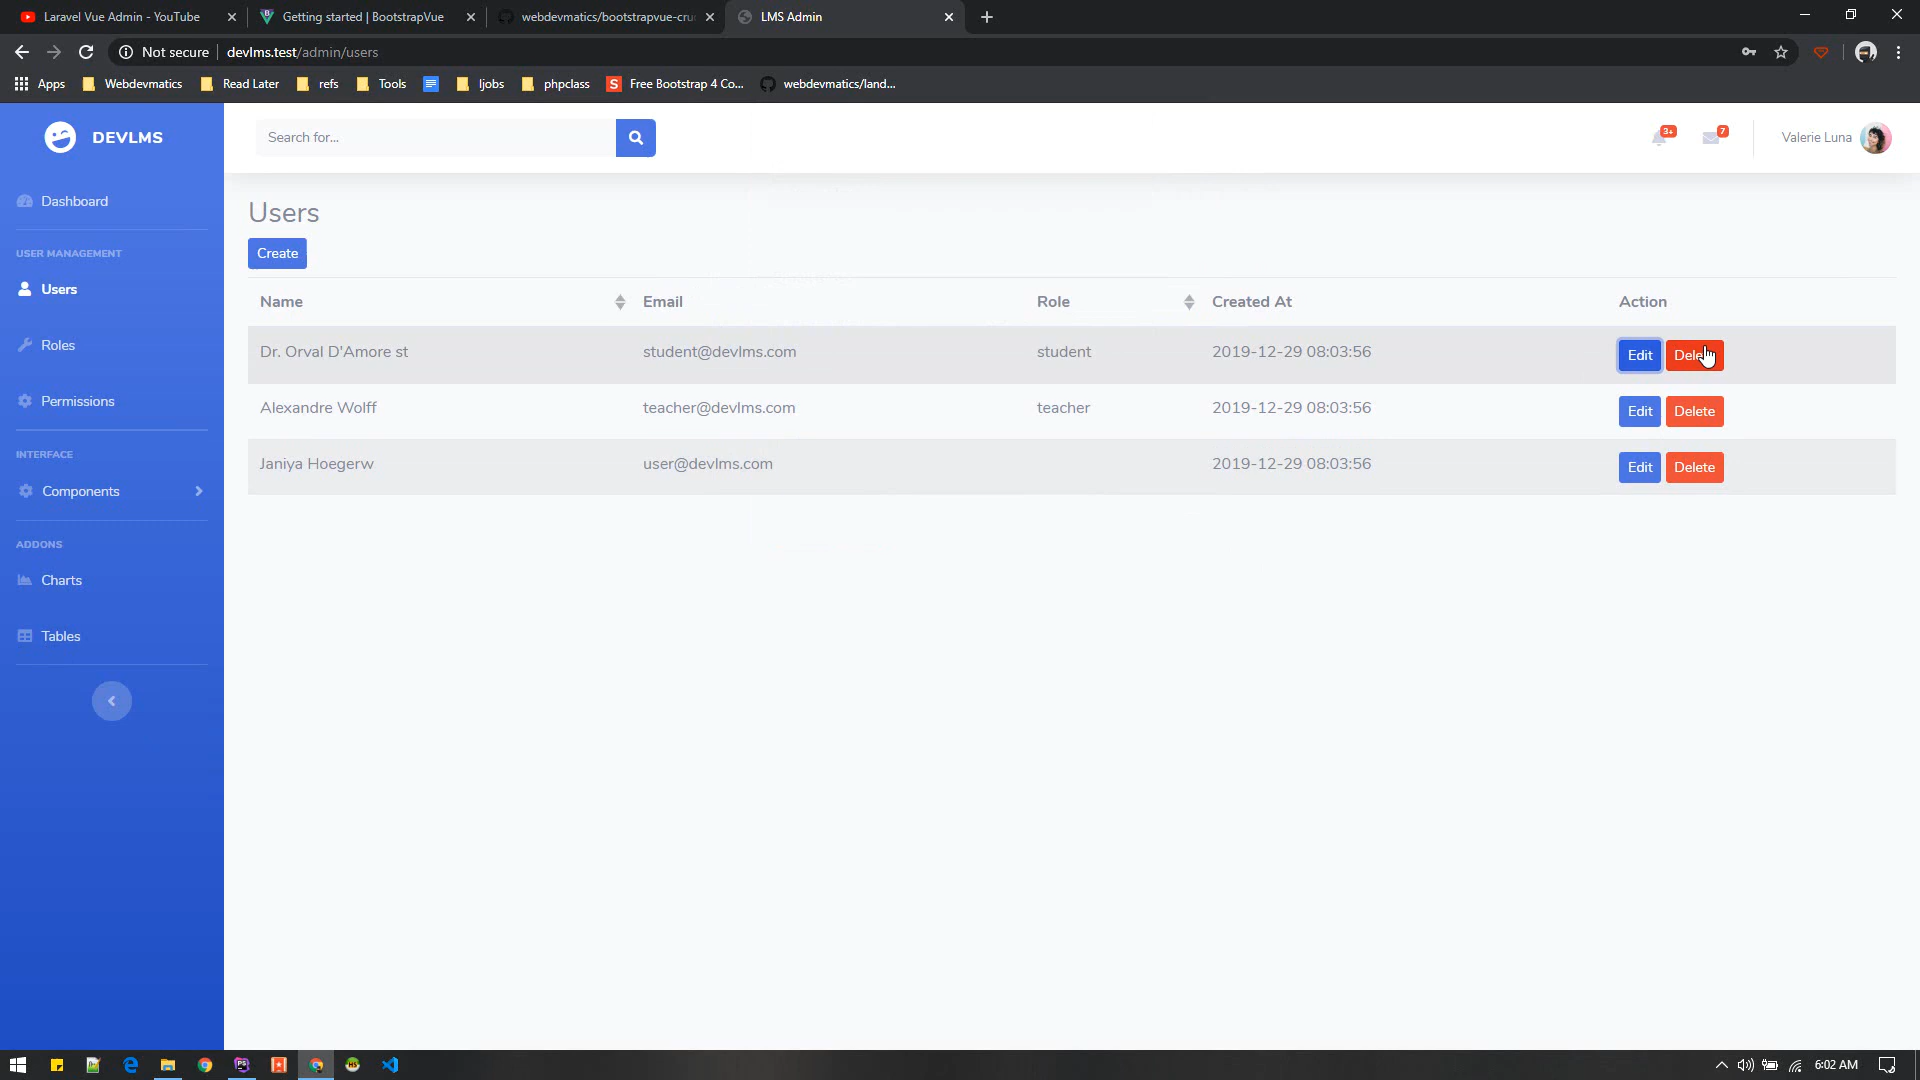 Laravel Vue Admin - YouTube
Getting started | BootstrapVue
webdevmatics/bootstrapvue-cru
LMS Admin
Not secure
devlms.test/admin/users
Apps
Webdevmatics
Read Later
refs
Tools
ljobs
phpclass
Free Bootstrap 4 Co...
webdevmatics/land...
DEVLMS
Search for...
3+
7
Valerie Luna
Dashboard
USER MANAGEMENT
Users
Roles
Permissions
INTERFACE
Components
ADDONS
Charts
Tables
Users
Create
Name Email Role Created At Action
Dr. Orval D'Amore st student@devlms.com student 2019-12-29 08:03:56 Edit
Alexandre Wolff teacher@devlms.com teacher 2019-12-29 08:03:56 Edit Delete
Janiya Hoegerw user@devlms.com 2019-12-29 08:03:56 Edit Delete
6:02 AM